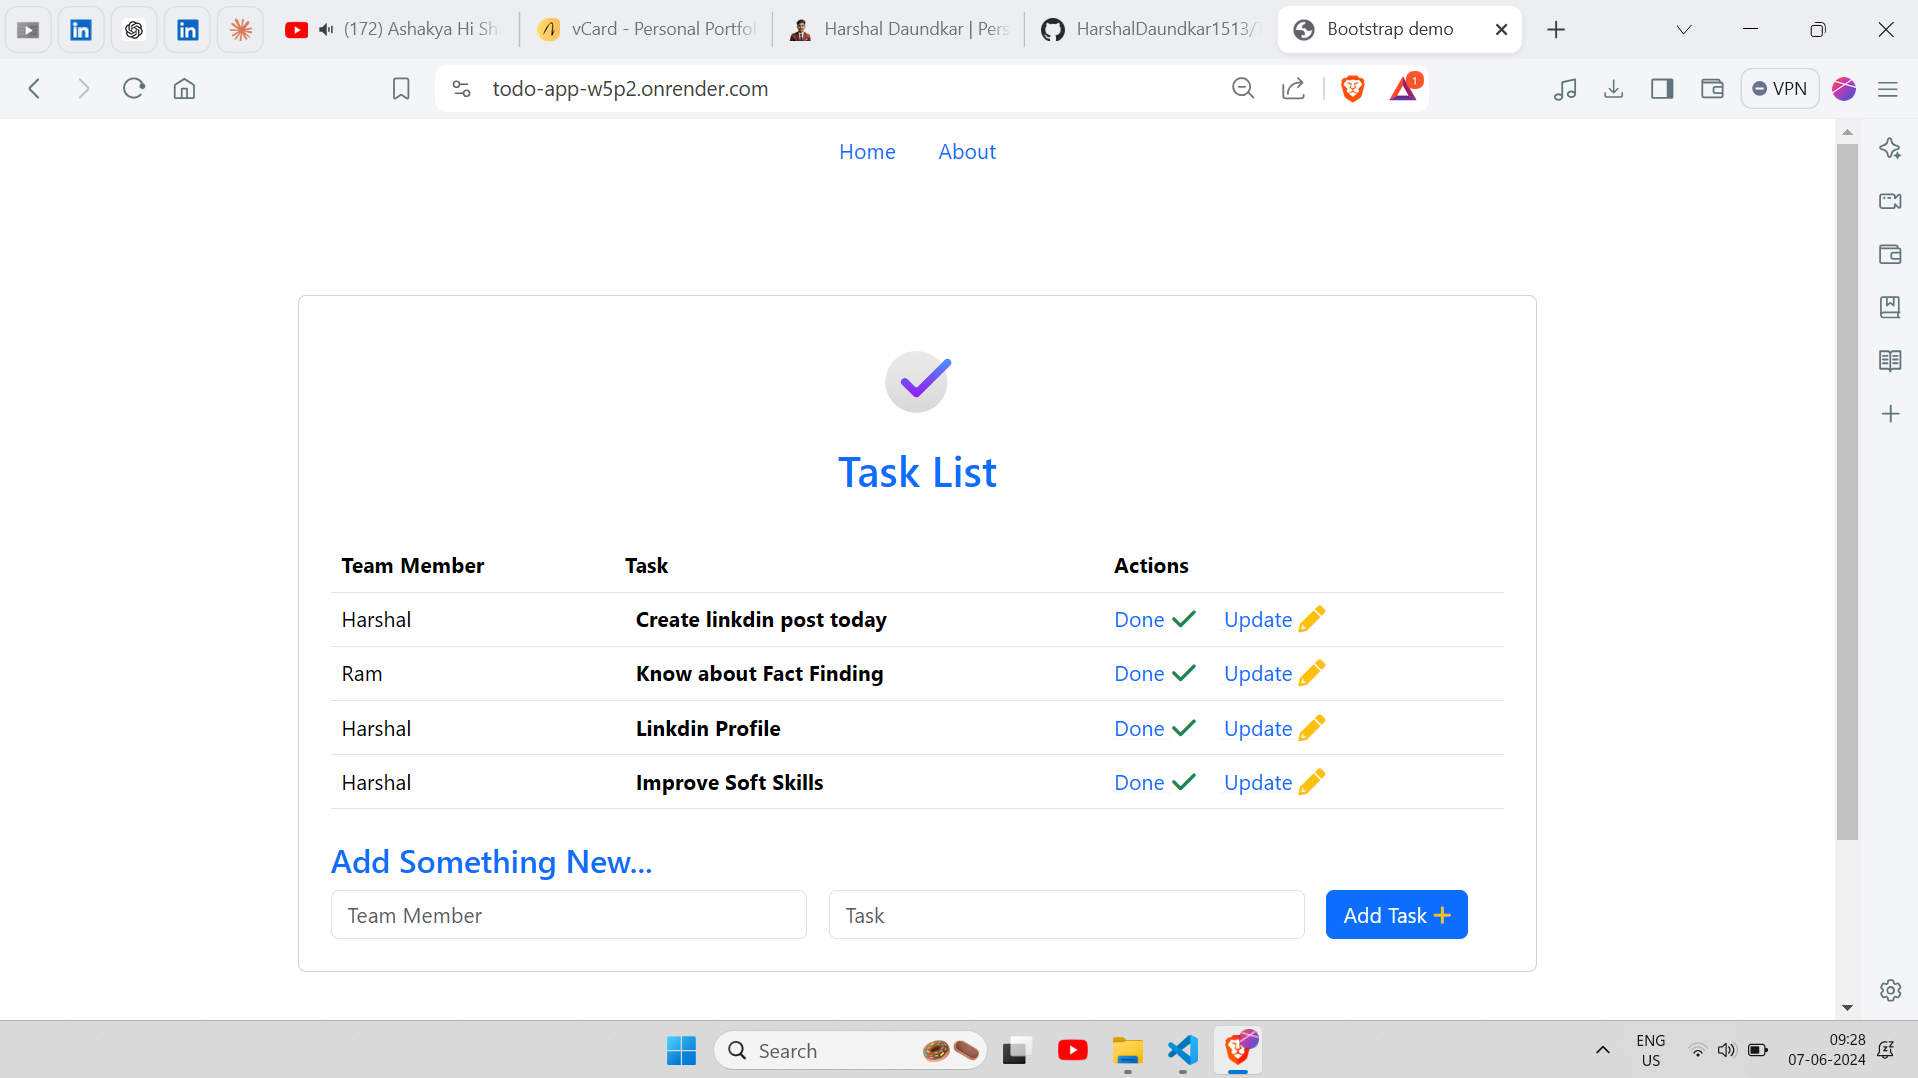 (172) Ashakya Hi Sh
vCard - Personal Portfol
Harshal Daundkar | Pers
HarshalDaundkar1513/T
Bootstrap demo
todo-app-w5p2.onrender.com
1
VPN
Home About
Task List
Team Member Task Actions
Harshal Create linkdin post today Done Update
Ram Know about Fact Finding Done Update
Harshal Linkdin Profile Done Update
Harshal Improve Soft Skills Done Update
Add Something New...
Team Member Task Add Task
Search
ENG
US
09:28
07-06-2024